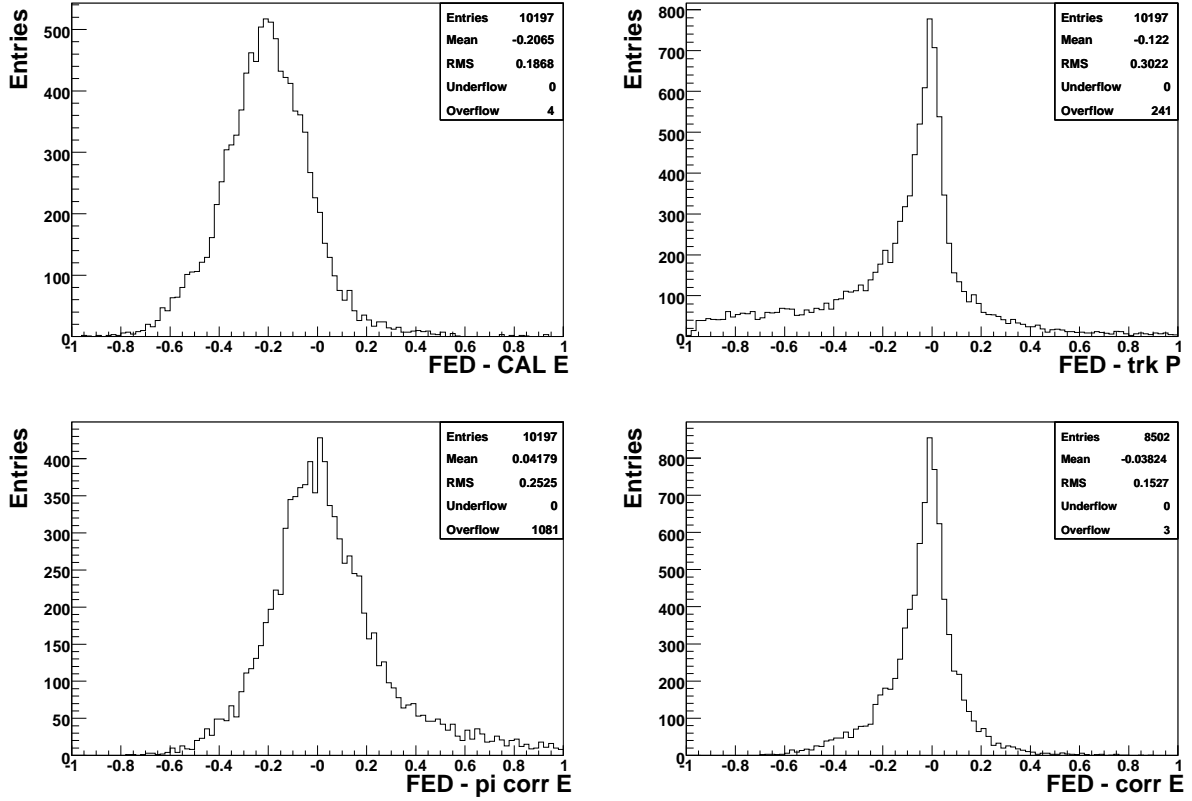 Entries
500
400
300
200
100
0
-1 -0.8 -0.6 -0.4 -0.2 -0 0.2 0.4 0.6 0.8 1
FED - CAL E
Entries 10197
Mean -0.2065
RMS 0.1868
Underflow 0
Overflow 4
Entries
800
700
600
500
400
300
200
100
0
-1 -0.8 -0.6 -0.4 -0.2 -0 0.2 0.4 0.6 0.8 1
FED - trk P
Entries 10197
Mean -0.122
RMS 0.3022
Underflow 0
Overflow 241
Entries
400
350
300
250
200
150
100
50
0
-1 -0.8 -0.6 -0.4 -0.2 -0 0.2 0.4 0.6 0.8 1
FED - pi corr E
Entries 10197
Mean 0.04179
RMS 0.2525
Underflow 0
Overflow 1081
Entries
800
700
600
500
400
300
200
100
0
-1 -0.8 -0.6 -0.4 -0.2 -0 0.2 0.4 0.6 0.8 1
FED - corr E
Entries 8502
Mean -0.03824
RMS 0.1527
Underflow 0
Overflow 3